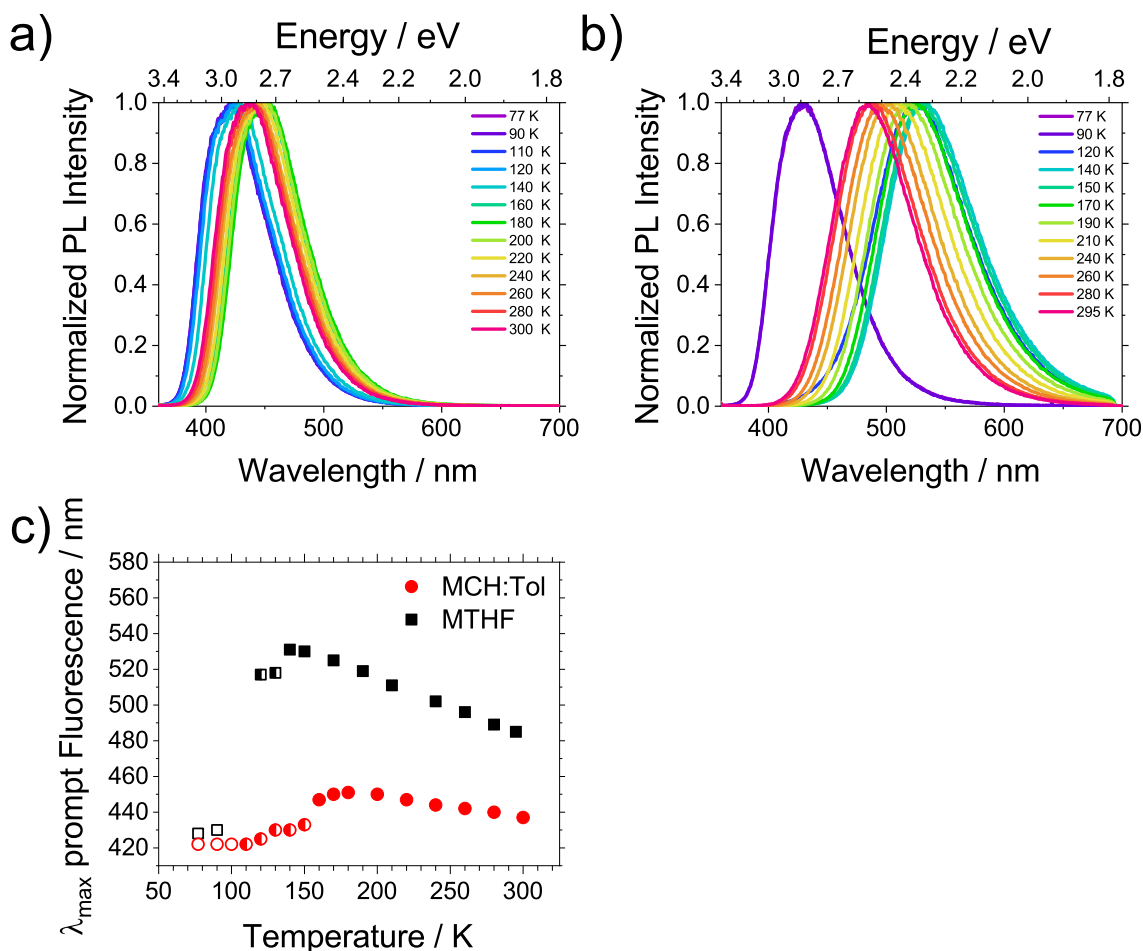 a)
Energy / eV
3.4 3.0 2.7 2.4 2.2 2.0 1.8
1.0
0.8
0.6
0.4
0.2
0.0
Normalized PL Intensity
77 K
90 K
110 K
120 K
140 K
160 K
180 K
200 K
220 K
240 K
260 K
280 K
300 K
400 500 600 700
Wavelength / nm
b)
Energy / eV
3.4 3.0 2.7 2.4 2.2 2.0 1.8
1.0
0.8
0.6
0.4
0.2
0.0
Normalized PL Intensity
77 K
90 K
120 K
140 K
150 K
170 K
190 K
210 K
240 K
260 K
280 K
295 K
400 500 600 700
Wavelength / nm
c)
λmax prompt Fluorescence / nm
580
560
540
520
500
480
460
440
420
MCH:Tol
MTHF
50 100 150 200 250 300
Temperature / K